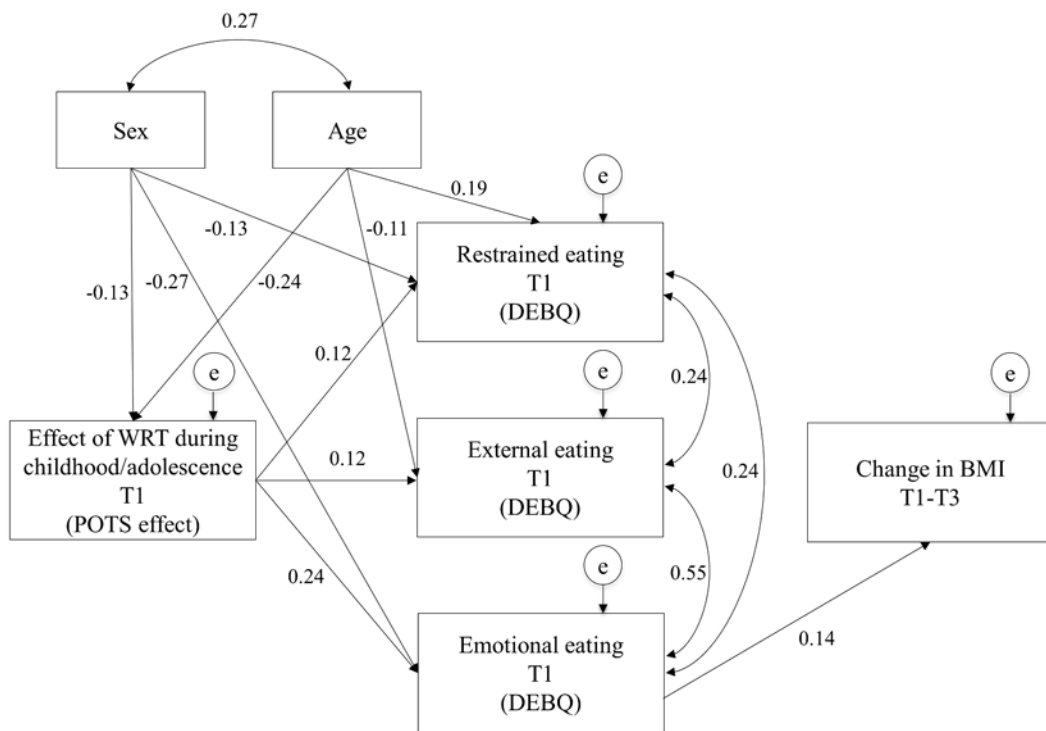 0.27
Sex
Age
e
0.19
-0.13
-0.11
Restrained eating
T1
(DEBQ)
-0.13
-0.27
-0.24
0.12
e
e
0.24
e
Effect of WRT during
childhood/adolescence
T1
(POTS effect)
0.12
External eating
T1
(DEBQ)
0.24
Change in BMI
T1-T3
e
0.24
0.55
Emotional eating
T1
(DEBQ)
0.14